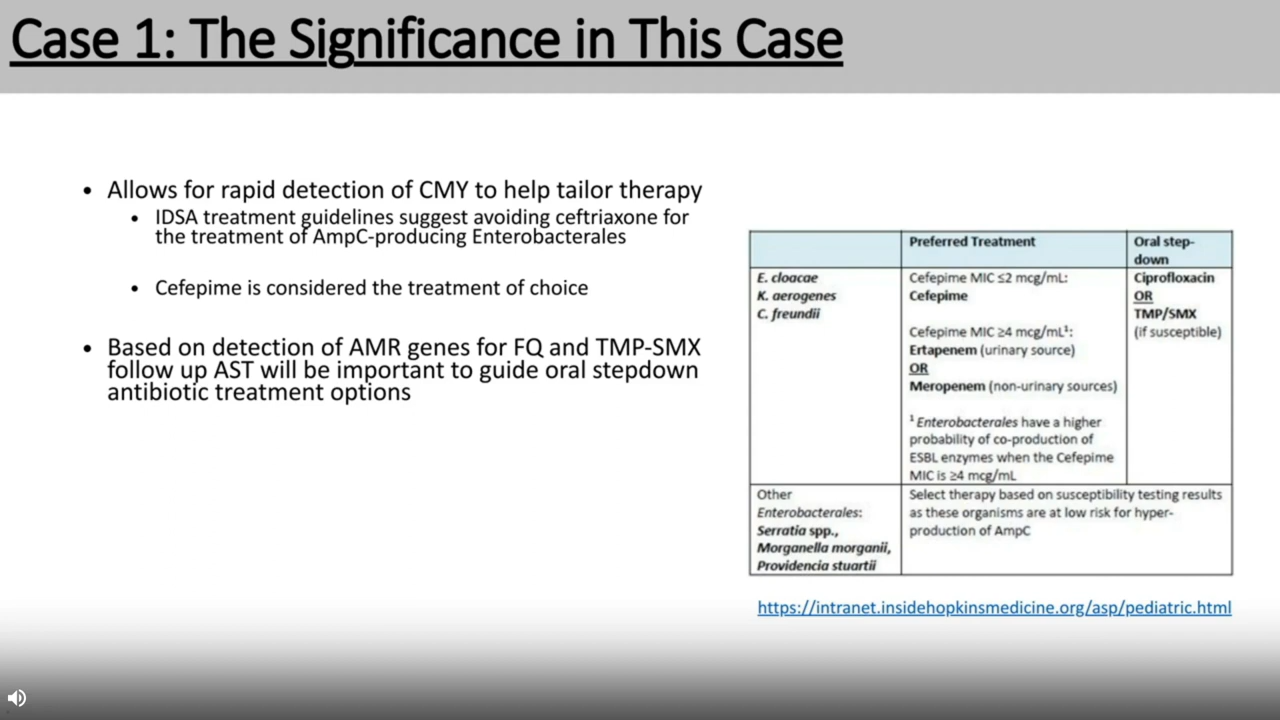 Case 1: The Significance in This Case
• Allows for rapid detection of CMY to help tailor therapy
• IDSA treatment guidelines suggest avoiding ceftriaxone for
the treatment of AmpC-producing Enterobacterales
• Cefepime is considered the treatment of choice
• Based on detection of AMR genes for FQ and TMP-SMX
follow up AST will be important to guide oral stepdown
antibiotic treatment options
Preferred Treatment
Oral step-
down
E. cloacae
K. aerogenes
C. freundii
Cefepime MIC ≤2 mcg/mL:
Cefepime
Cefepime MIC ≥4 mcg/mL¹:
Ertapenem (urinary source)
OR
Meropenem (non-urinary sources)
¹ Enterobacterales have a higher
probability of co-production of
ESBL enzymes when the Cefepime
MIC is ≥4 mcg/mL
Ciprofloxacin
OR
TMP/SMX
(if susceptible)
Other
Enterobacterales:
Serratia spp.,
Morganella morganii,
Providencia stuartii
Select therapy based on susceptibility testing results
as these organisms are at low risk for hyper-
production of AmpC
https://intranet.insidehopkinsmedicine.org/asp/pediatric.html